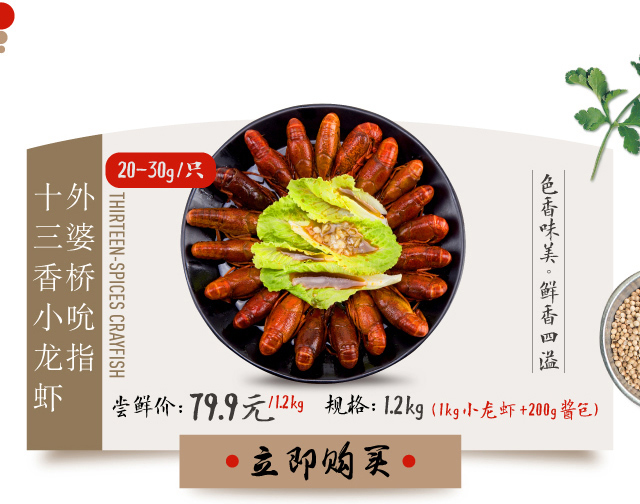 20-30g/只
外婆桥吮指
十三香小龙虾
THIRTEEN-SPICES CRAYFISH
色香味美。鲜香四溢
尝鲜价:79.9元/1.2kg
规格:1.2kg(1kg小龙虾+200g酱包)
立即购买